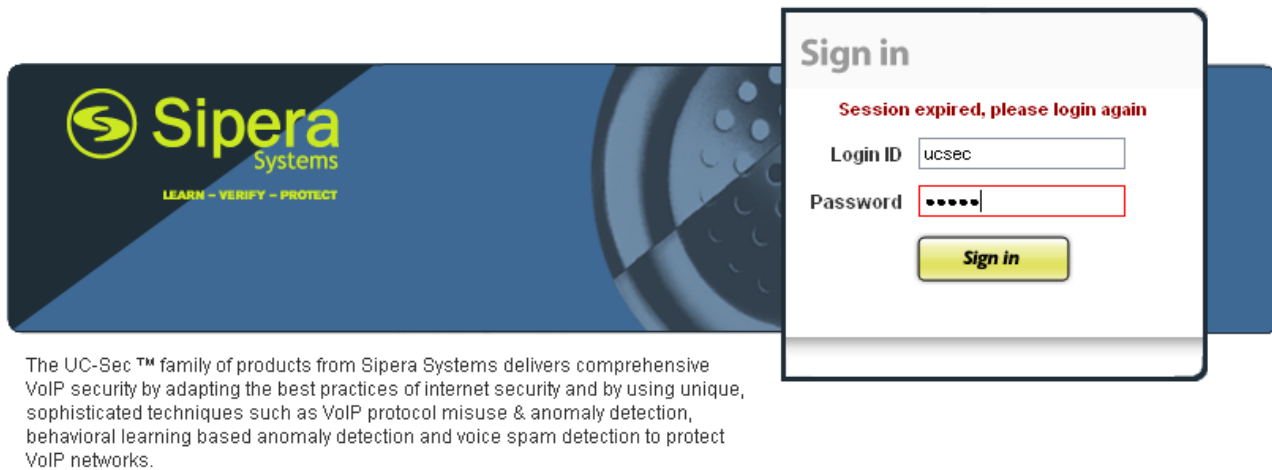 Sipera
Systems
LEARN – VERIFY – PROTECT
Sign in
Session expired, please login again
Login ID ucsec
Password •••••
Sign in
The UC-Sec ™ family of products from Sipera Systems delivers comprehensive
VoIP security by adapting the best practices of internet security and by using unique,
sophisticated techniques such as VoIP protocol misuse & anomaly detection,
behavioral learning based anomaly detection and voice spam detection to protect
VoIP networks.